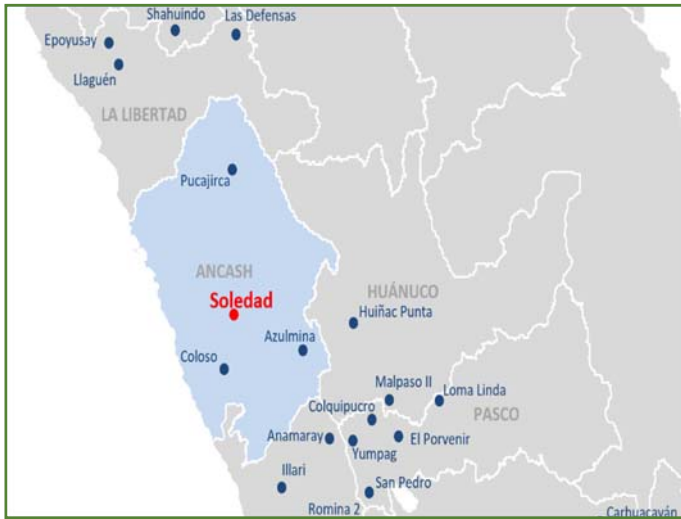 Shahuindo
Las Defensas
Epoyusay
Llaguén
LA LIBERTAD
Pucajirca
ANCASH
HUÁNUCO
Soledad
Huiñac Punta
Azulmina
Coloso
Malpaso II
Loma Linda
Colquipucro
PASCO
Anamaray
El Porvenir
Yumpag
Illari
San Pedro
Romina 2
Carhuacayán